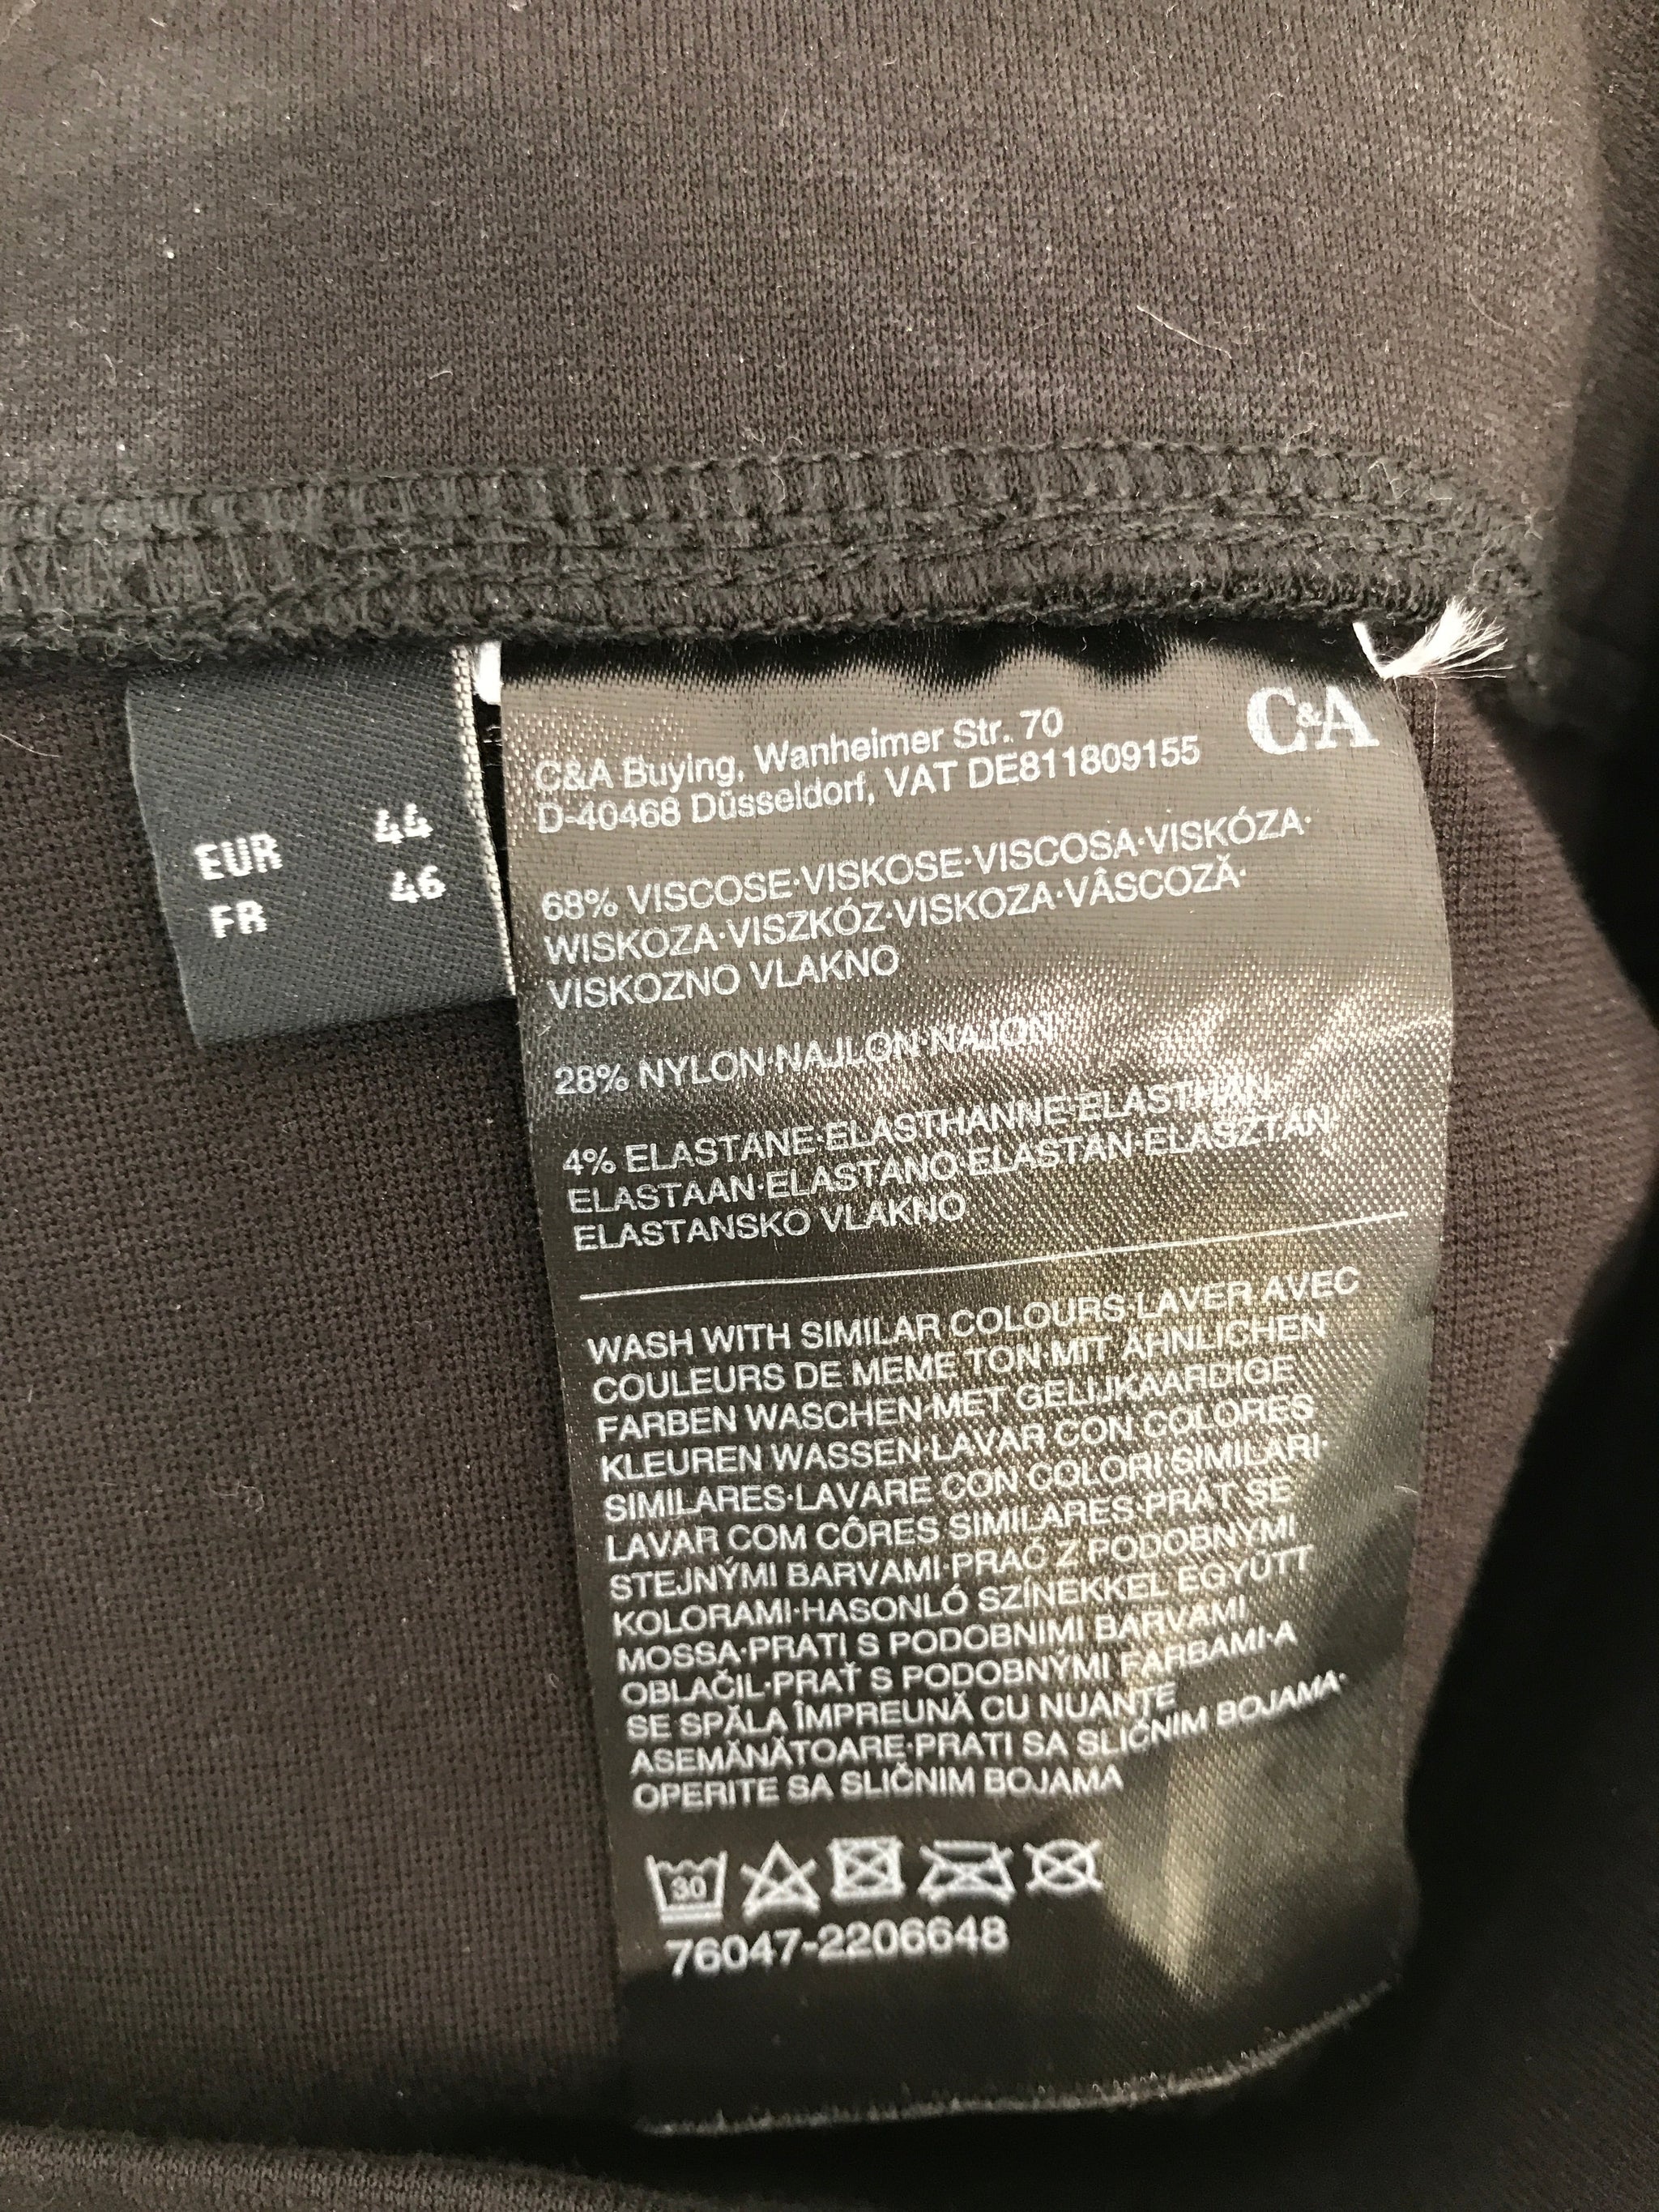 EUR 44
FR 46
C&A
C&A Buying, Wanheimer Str. 70
D-40468 Düsseldorf, VAT DE811809155
68% VISCOSE·VISKOSE·VISCOSA·VISKÓZA·
WISKOZA·VISZKÓZ·VISKOZA·VÂSCOZĂ·
VISKOZNO VLAKNO
28% NYLON·NAJLON·NAJON
4% ELASTANE·ELASTHANNE·ELASTHAN·
ELASTAAN·ELASTANO·ELASTAN·ELASZTAN·
ELASTANSKO VLAKNO
WASH WITH SIMILAR COLOURS·LAVER AVEC
COULEURS DE MEME TON·MIT ÄHNLICHEN
FARBEN WASCHEN·MET GELIJKAARDIGE
KLEUREN WASSEN·LAVAR CON COLORES
SIMILARES·LAVARE CON COLORI SIMILARI·
LAVAR COM CÔRES SIMILARES·PRÁT SE
STEJNÝMI BARVAMI·PRAĆ Z PODOBNYMI
KOLORAMI·HASONLÓ SZÍNEKKEL EGYÜTT
MOSSA·PRATI S PODOBNIMI BARVAMI
OBLAČIL·PRAŤ S PODOBNÝMI FARBAMI·A
SE SPĂLA ÎMPREUNĂ CU NUANŢE
ASEMĂNĂTOARE·PRATI SA SLIČNIM BOJAMA·
OPERITE SA SLIČNIM BOJAMA
30
76047-2206648